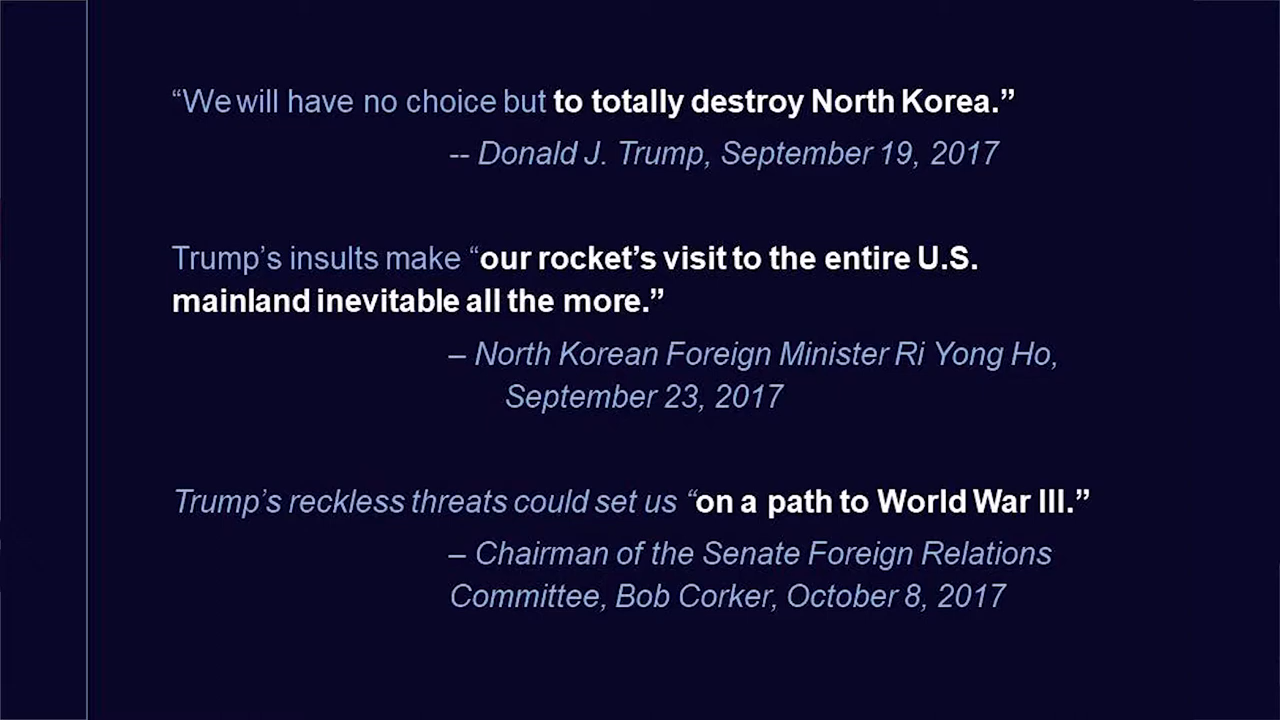 “We will have no choice but to totally destroy North Korea.”
-- Donald J. Trump, September 19, 2017
Trump’s insults make “our rocket’s visit to the entire U.S.
mainland inevitable all the more.”
– North Korean Foreign Minister Ri Yong Ho,
September 23, 2017
Trump’s reckless threats could set us “on a path to World War III.”
– Chairman of the Senate Foreign Relations
Committee, Bob Corker, October 8, 2017